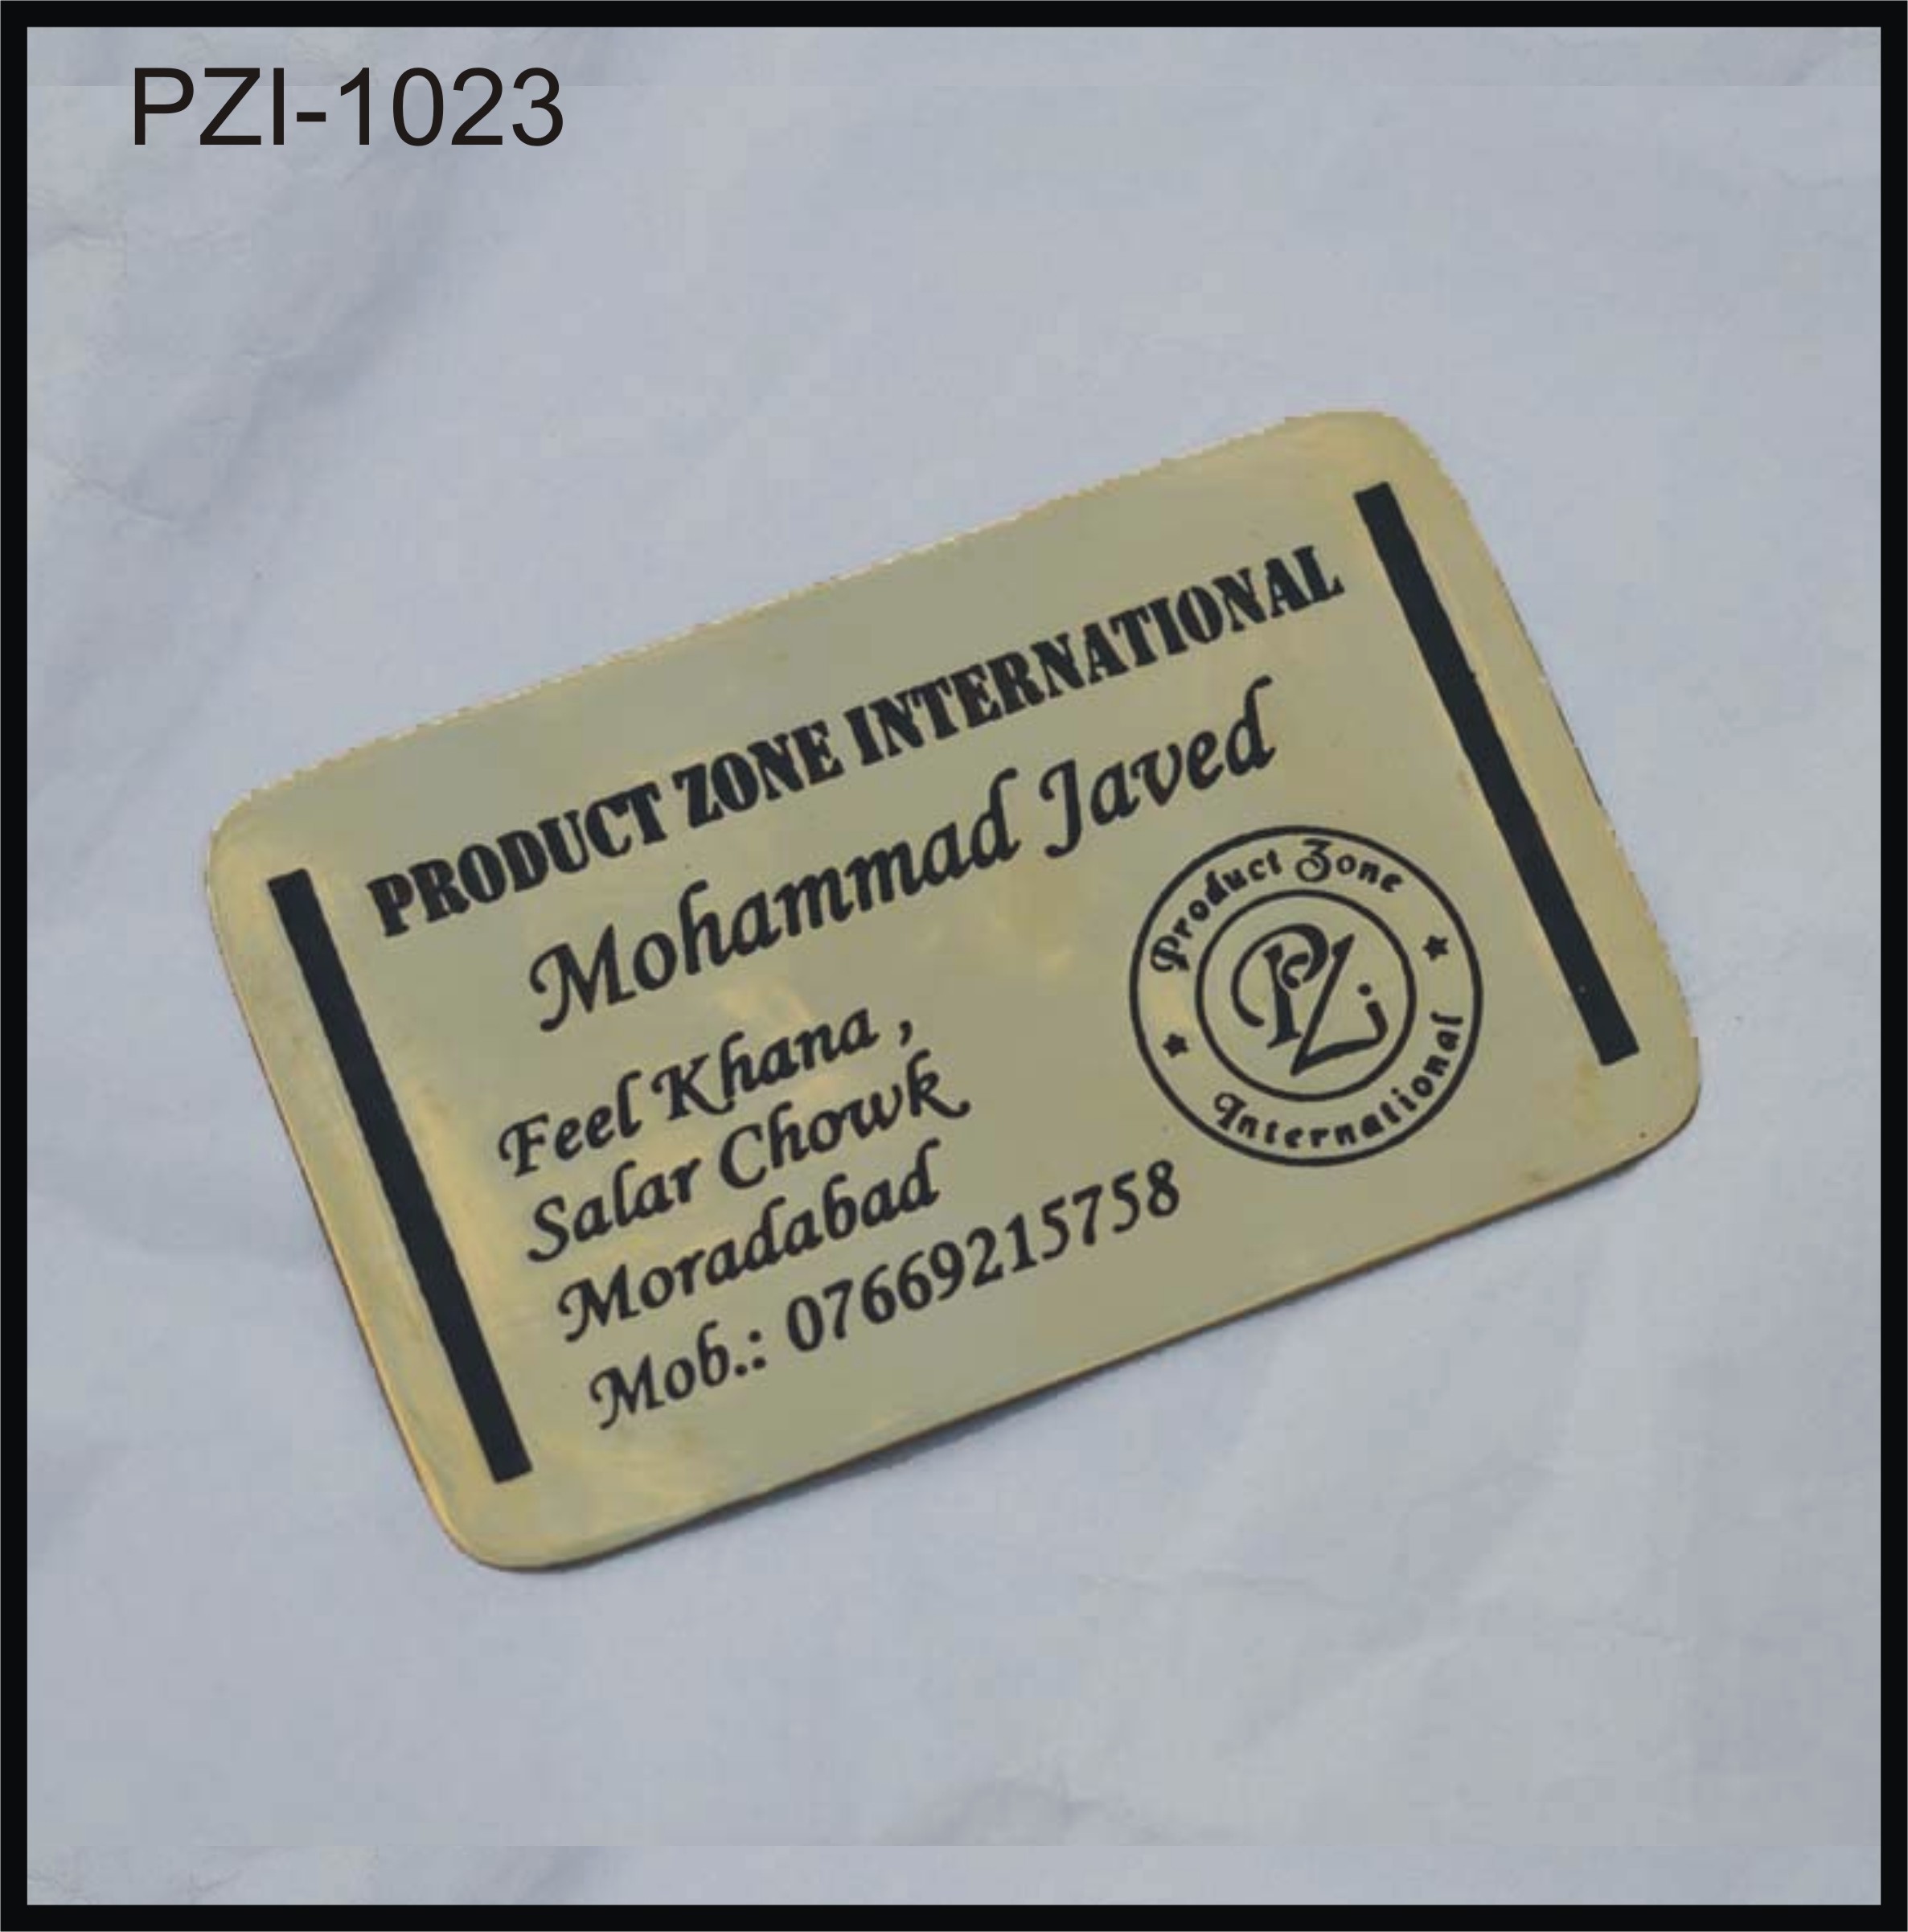 PZI-1023
PRODUCT ZONE INTERNATIONAL
Mohammad Javed
Feel Khana ,
Salar Chowk
Moradabad
Mob.: 07669215758
Product Zone
PZi
International